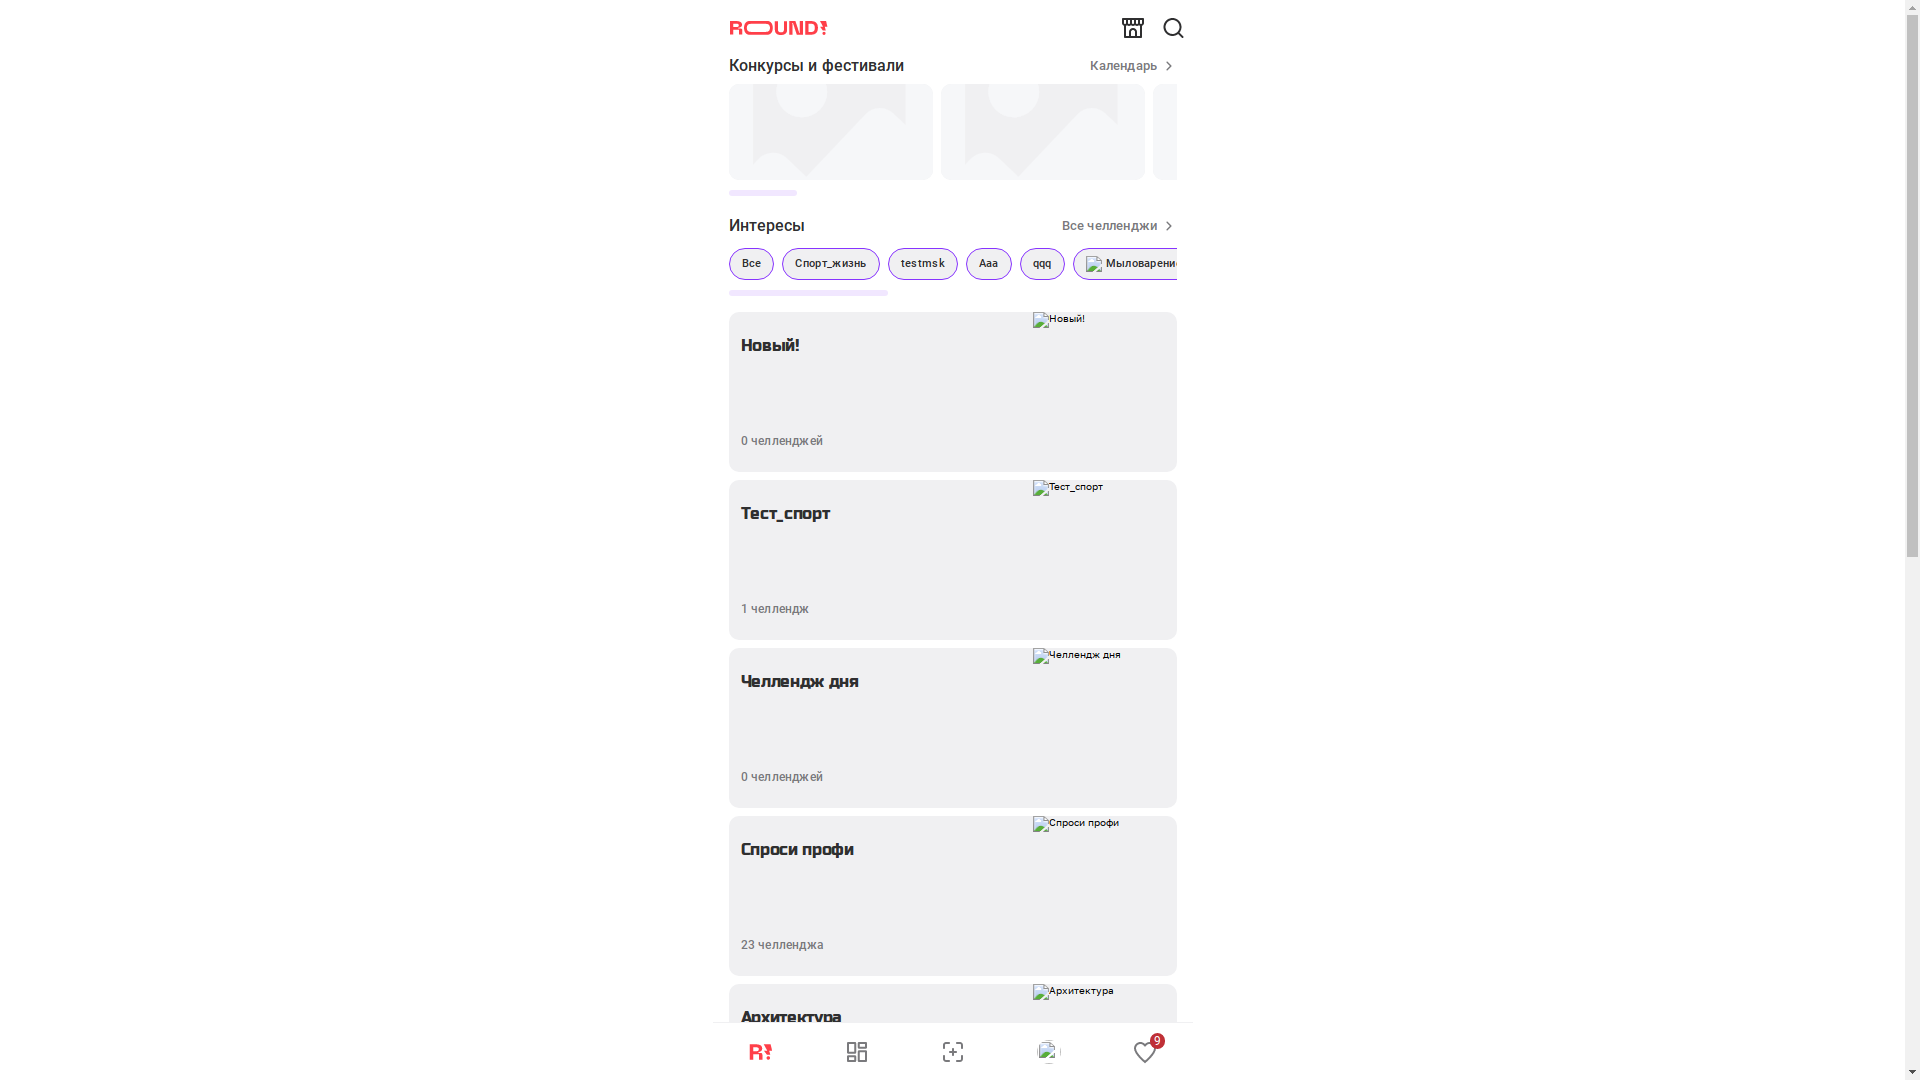 ROUND!
Конкурсы и фестивали
Календарь
Интересы
Все челленджи
Все
Спорт_жизнь
testmsk
Ааа
qqq
Мыловарение
Новый!
Новый!
0 челленджей
Тест_спорт
Тест_спорт
1 челлендж
Челлендж дня
Челлендж дня
0 челленджей
Спроси профи
Спроси профи
23 челленджа
Архитектура
Архитектура
R!
9